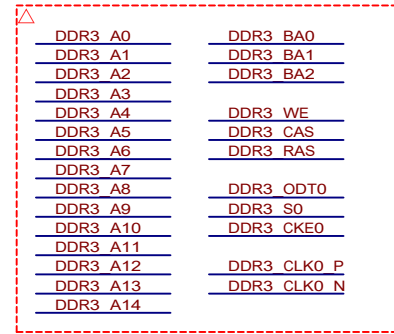 DDR3_A0
DDR3_A1
DDR3_A2
DDR3_A3
DDR3_A4
DDR3_A5
DDR3_A6
DDR3_A7
DDR3_A8
DDR3_A9
DDR3_A10
DDR3_A11
DDR3_A12
DDR3_A13
DDR3_A14
DDR3_BA0
DDR3_BA1
DDR3_BA2
DDR3_WE
DDR3_CAS
DDR3_RAS
DDR3_ODT0
DDR3_S0
DDR3_CKE0
DDR3_CLK0_P
DDR3_CLK0_N